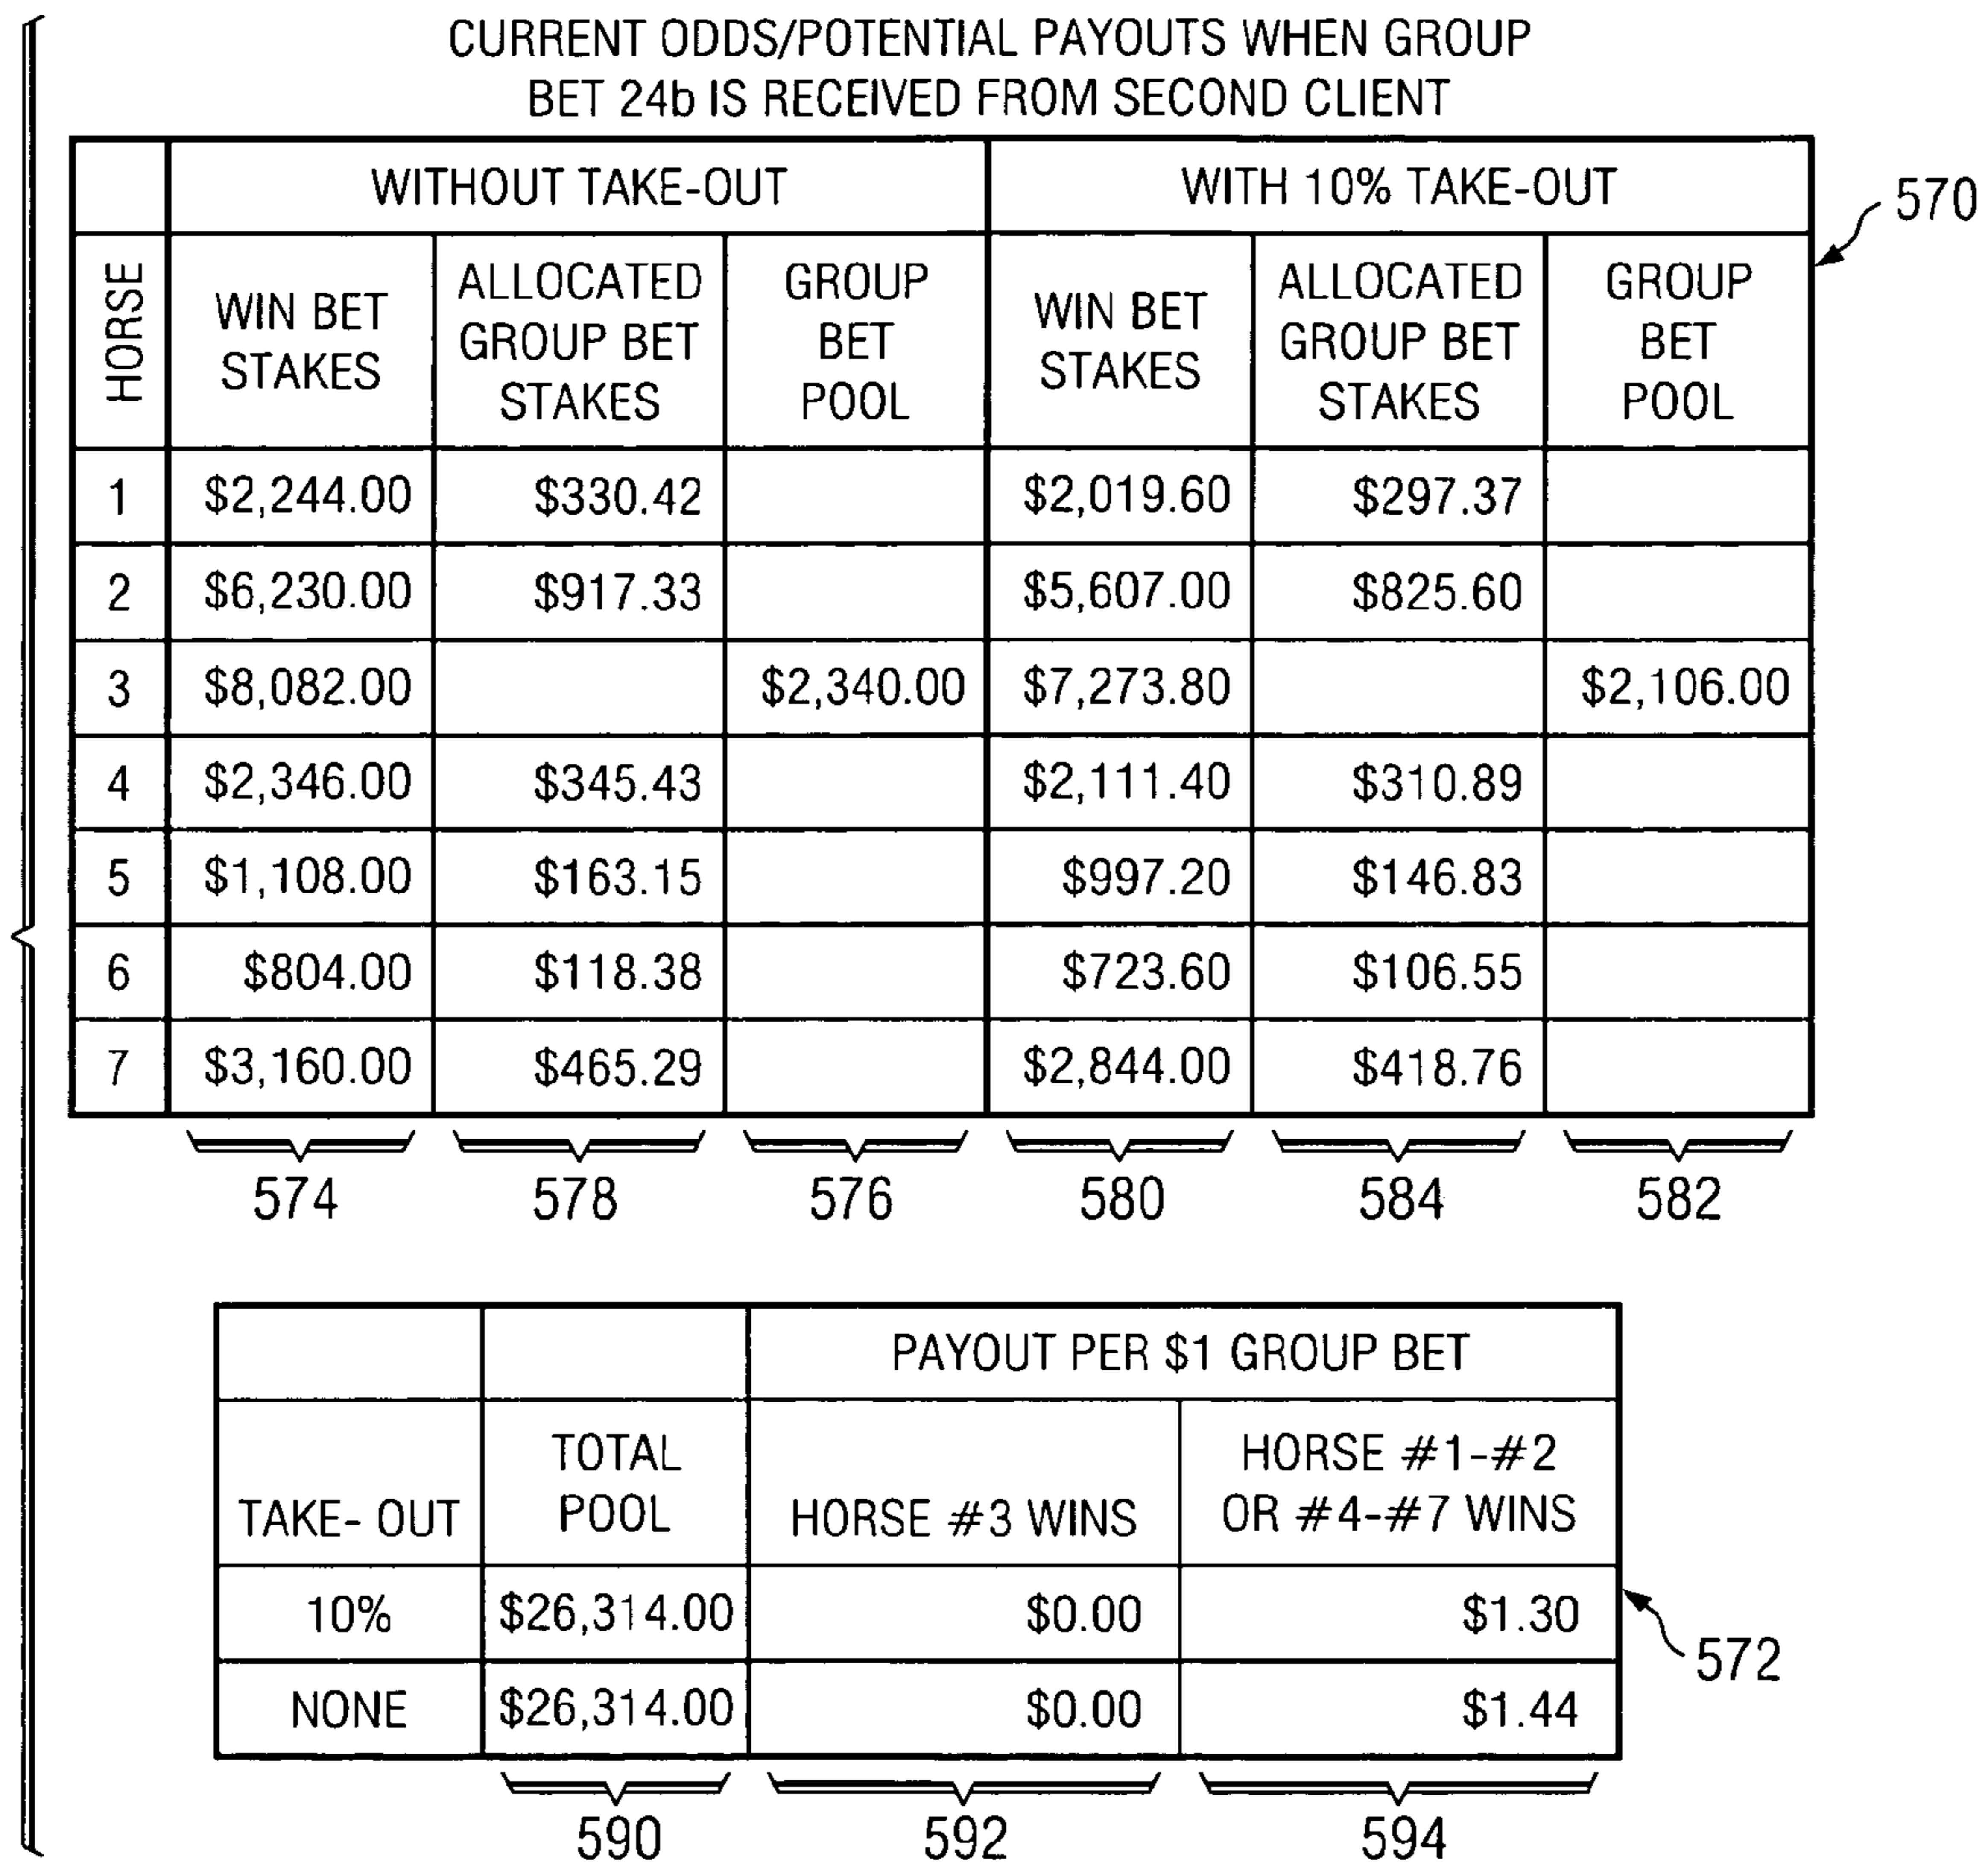 CURRENT ODDS/POTENTIAL PAYOUTS WHEN GROUP
BET 24b IS RECEIVED FROM SECOND CLIENT
WITHOUT TAKE-OUT WITH 10% TAKE-OUT
570
HORSE
WIN BET
STAKES
ALLOCATED
GROUP BET
STAKES
GROUP
BET
POOL
WIN BET
STAKES
ALLOCATED
GROUP BET
STAKES
GROUP
BET
POOL
1 $2,244.00 $330.42 $2,019.60 $297.37
2 $6,230.00 $917.33 $5,607.00 $825.60
3 $8,082.00 $2,340.00 $7,273.80 $2,106.00
4 $2,346.00 $345.43 $2,111.40 $310.89
5 $1,108.00 $163.15 $997.20 $146.83
6 $804.00 $118.38 $723.60 $106.55
7 $3,160.00 $465.29 $2,844.00 $418.76
574 578 576 580 584 582
PAYOUT PER $1 GROUP BET
TAKE- OUT
TOTAL
POOL
HORSE #3 WINS
HORSE #1-#2
OR #4-#7 WINS
10% $26,314.00 $0.00 $1.30
572
NONE $26,314.00 $0.00 $1.44
590 592 594